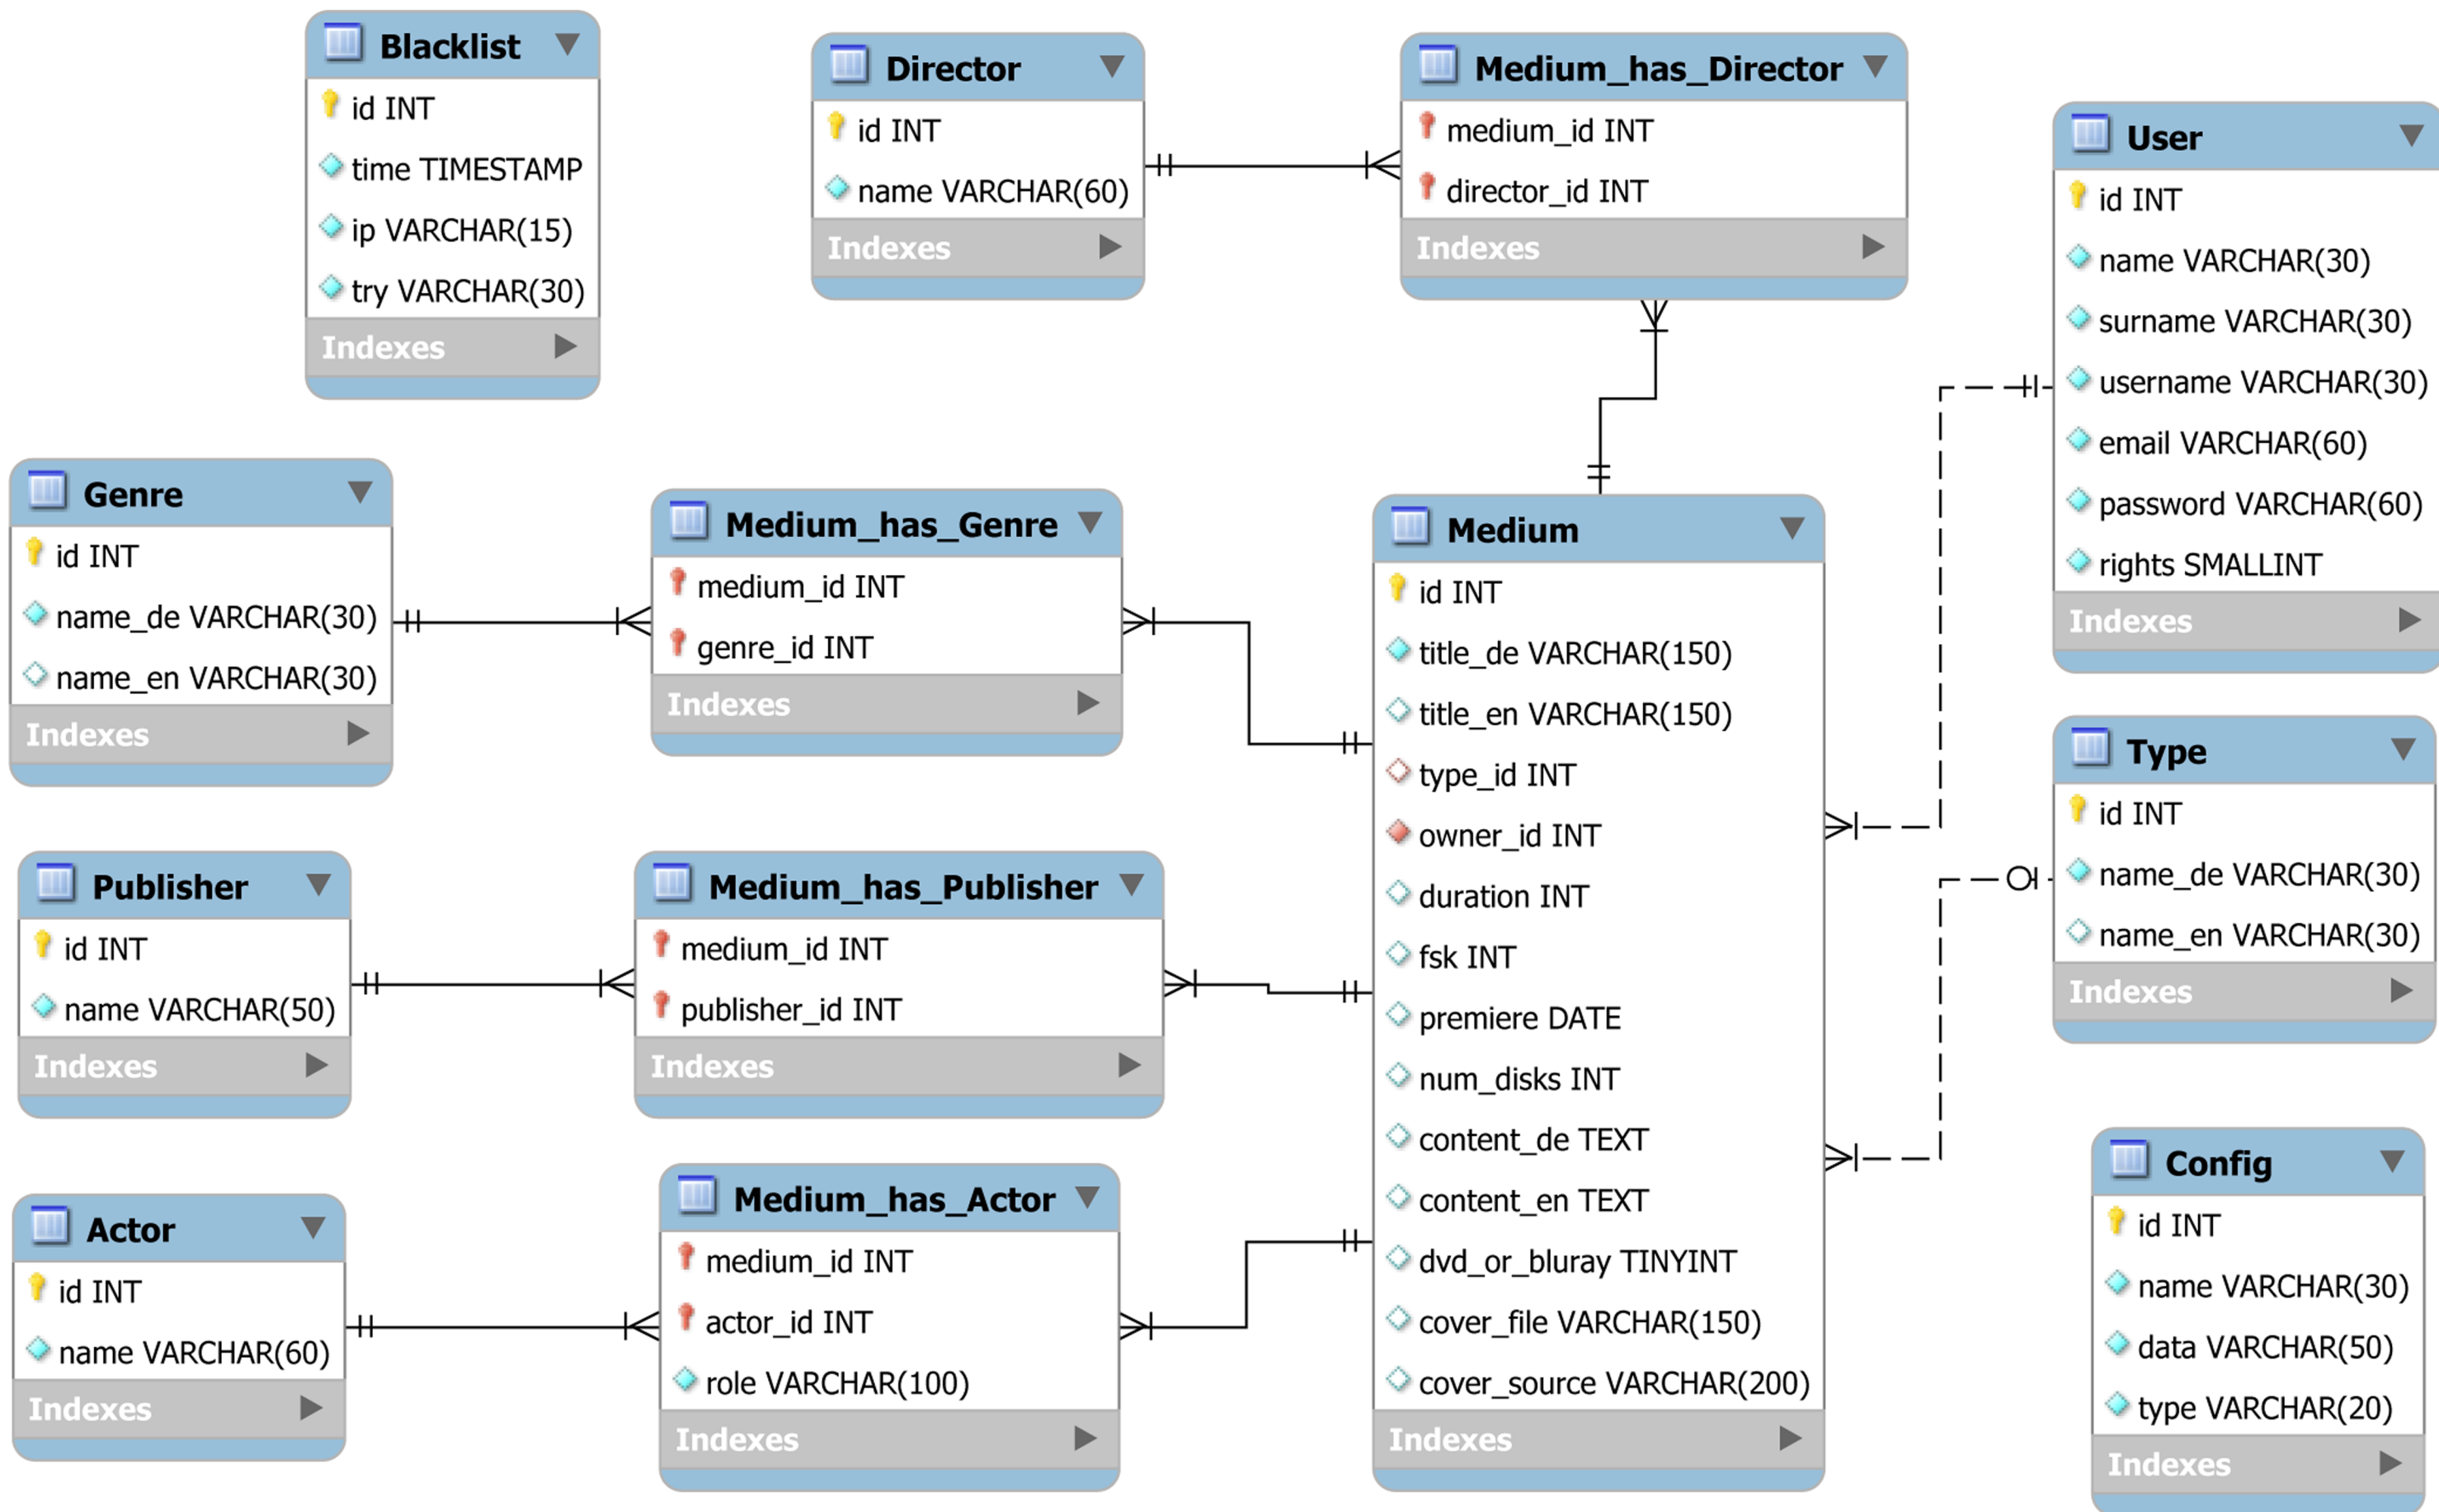 Blacklist
id INT
time TIMESTAMP
ip VARCHAR(15)
try VARCHAR(30)
Indexes
Director
id INT
name VARCHAR(60)
Indexes
Medium_has_Director
medium_id INT
director_id INT
Indexes
User
id INT
name VARCHAR(30)
surname VARCHAR(30)
username VARCHAR(30)
email VARCHAR(60)
password VARCHAR(60)
rights SMALLINT
Indexes
Genre
id INT
name_de VARCHAR(30)
name_en VARCHAR(30)
Indexes
Medium_has_Genre
medium_id INT
genre_id INT
Indexes
Medium
id INT
title_de VARCHAR(150)
title_en VARCHAR(150)
type_id INT
owner_id INT
duration INT
fsk INT
premiere DATE
num_disks INT
content_de TEXT
content_en TEXT
dvd_or_bluray TINYINT
cover_file VARCHAR(150)
cover_source VARCHAR(200)
Indexes
Type
id INT
name_de VARCHAR(30)
name_en VARCHAR(30)
Indexes
Publisher
id INT
name VARCHAR(50)
Indexes
Medium_has_Publisher
medium_id INT
publisher_id INT
Indexes
Actor
id INT
name VARCHAR(60)
Indexes
Medium_has_Actor
medium_id INT
actor_id INT
role VARCHAR(100)
Indexes
Config
id INT
name VARCHAR(30)
data VARCHAR(50)
type VARCHAR(20)
Indexes